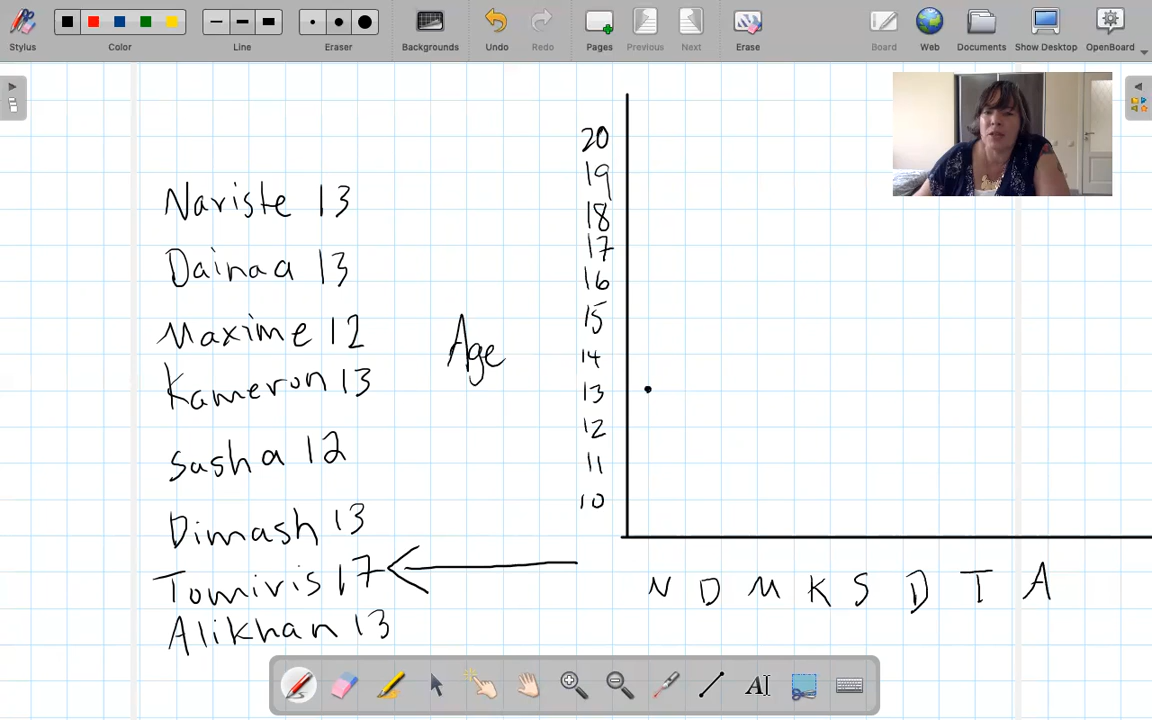 Stylus Color Line Eraser Backgrounds Undo Redo Pages Previous Next Erase Board Web Documents Show Desktop OpenBoard
Nariste 13
Dainaa 13
Maxime 12
Kameron 13
Sasha 12
Dimash 13
Tomiris 17
Alikhan 13
Age
20
19
18
17
16
15
14
13
12
11
10
N D M K S D T A